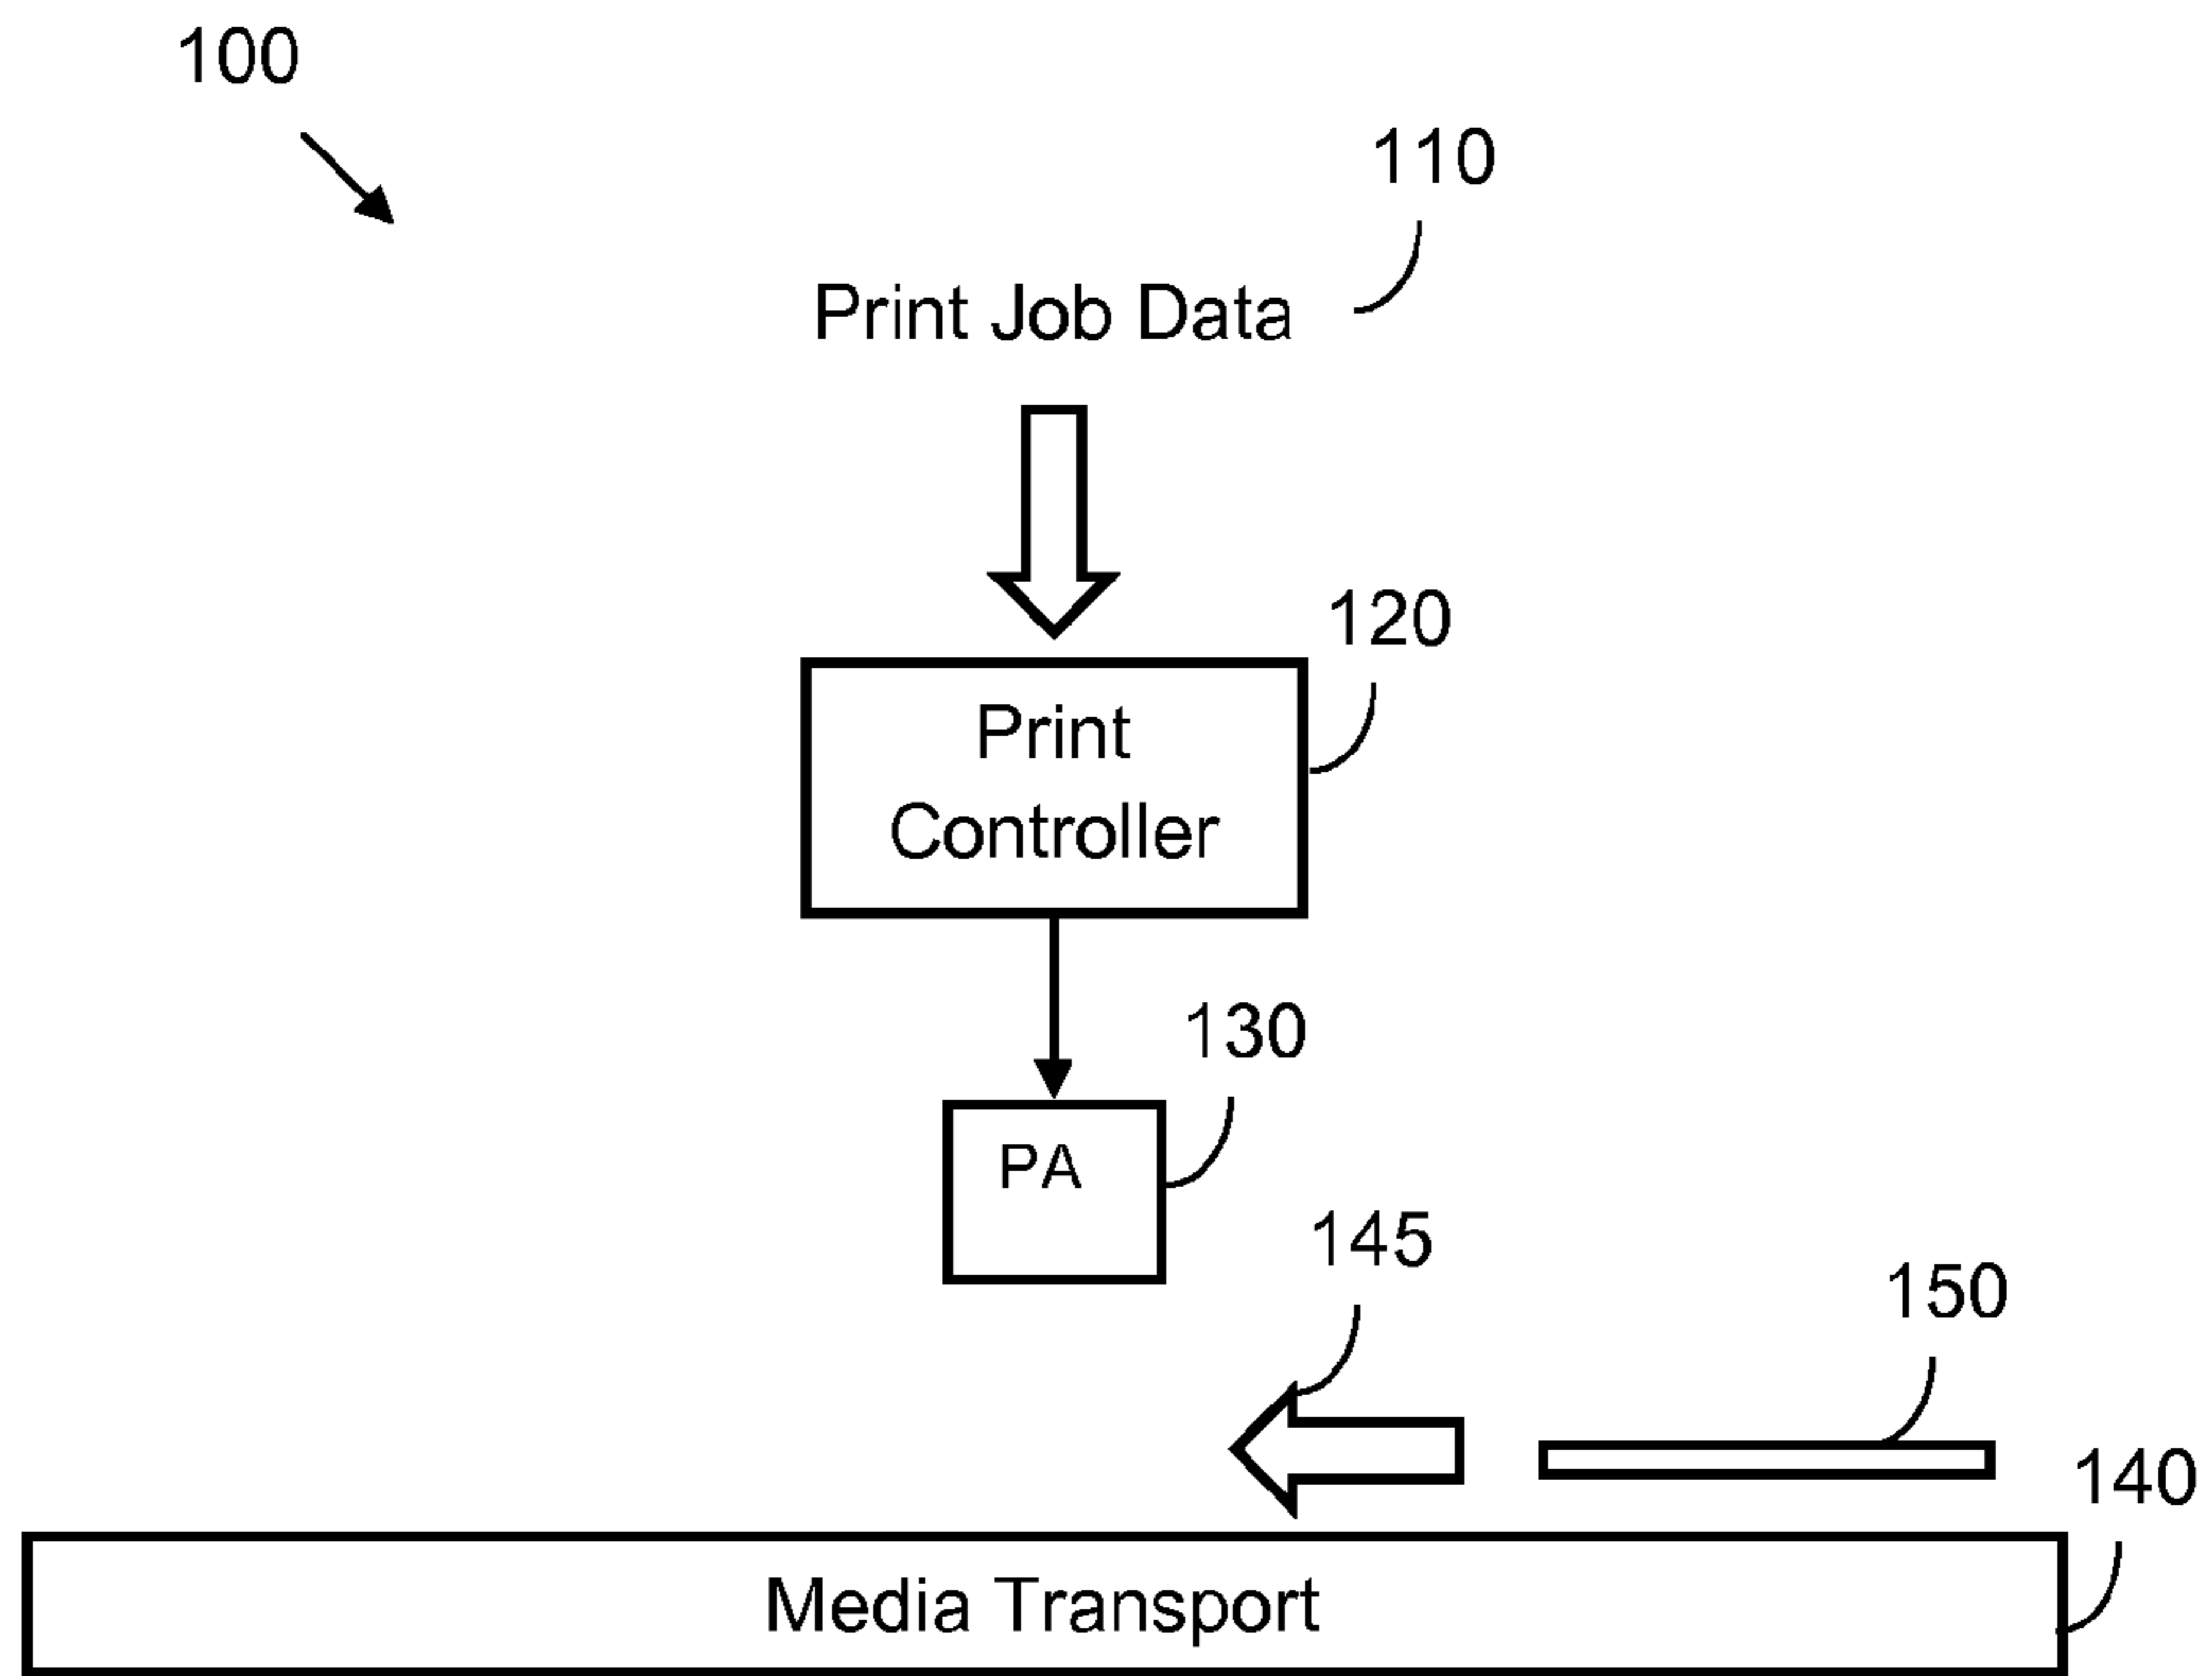 100
110
Print Job Data
120
Print
Controller
130
PA
145
150
140
Media Transport